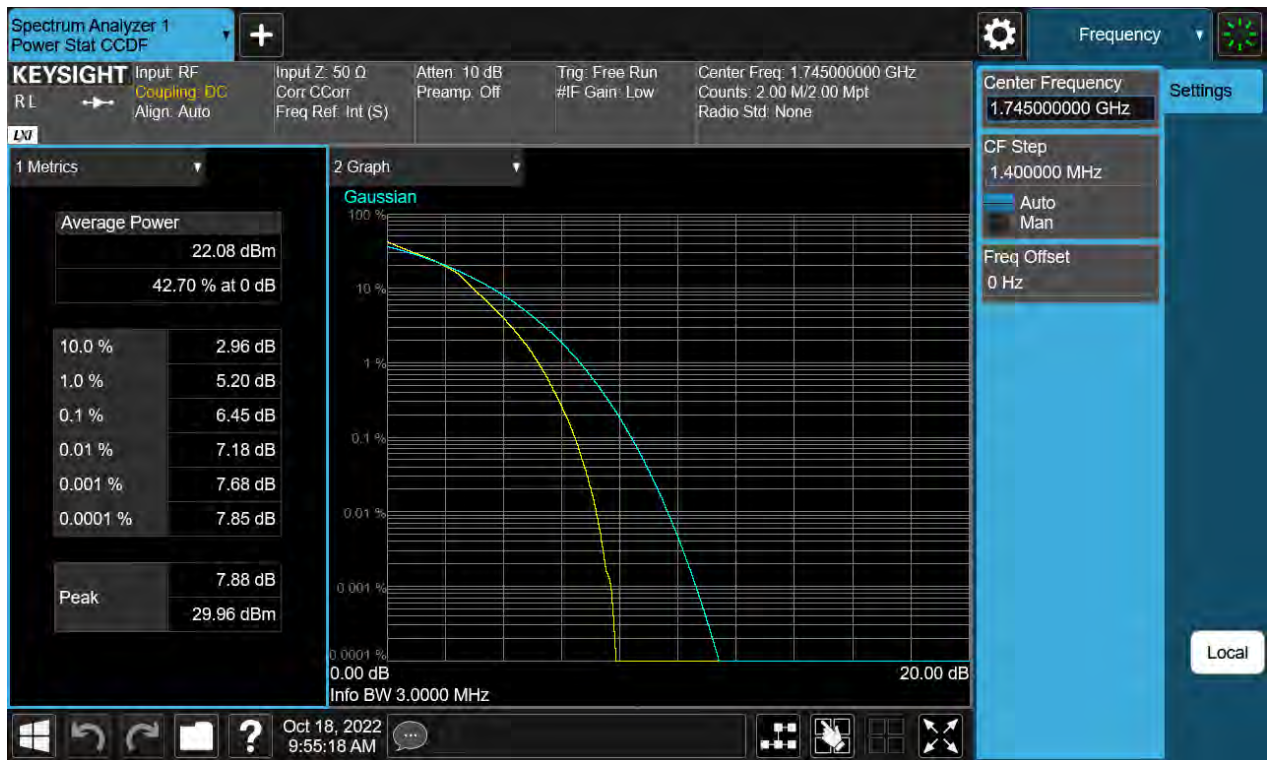 Spectrum Analyzer 1
Power Stat CCDF
Frequency
KEYSIGHT
RL
LXI
Input: RF
Coupling: DC
Align: Auto
Input Z: 50 Ω
Corr CCorr
Freq Ref: Int (S)
Atten: 10 dB
Preamp: Off
Trig: Free Run
#IF Gain: Low
Center Freq: 1.745000000 GHz
Counts: 2.00 M/2.00 Mpt
Radio Std: None
Center Frequency
1.745000000 GHz
Settings
CF Step
1.400000 MHz
Auto
Man
Freq Offset
0 Hz
Local
1 Metrics
Average Power
22.08 dBm
42.70 % at 0 dB
10.0 % 2.96 dB
1.0 % 5.20 dB
0.1 % 6.45 dB
0.01 % 7.18 dB
0.001 % 7.68 dB
0.0001 % 7.85 dB
Peak
7.88 dB
29.96 dBm
2 Graph
Gaussian
100 %
10 %
1 %
0.1 %
0.01 %
0.001 %
0.0001 %
0.00 dB 20.00 dB
Info BW 3.0000 MHz
?
Oct 18, 2022
9:55:18 AM